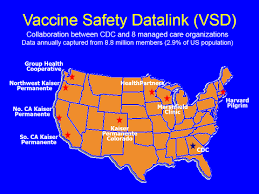 Vaccine Safety Datalink (VSD)
Collaboration between CDC and 8 managed care organizations
Data annually captured from 8.8 million members (2.9% of US population)
Group Health
Cooperative
Northwest Kaiser
Permanente
No. CA Kaiser
Permanente
So. CA Kaiser
Permanente
HealthPartners
Marshfield
Clinic
Kaiser
Permanente
Colorado
Harvard
Pilgrim
CDC